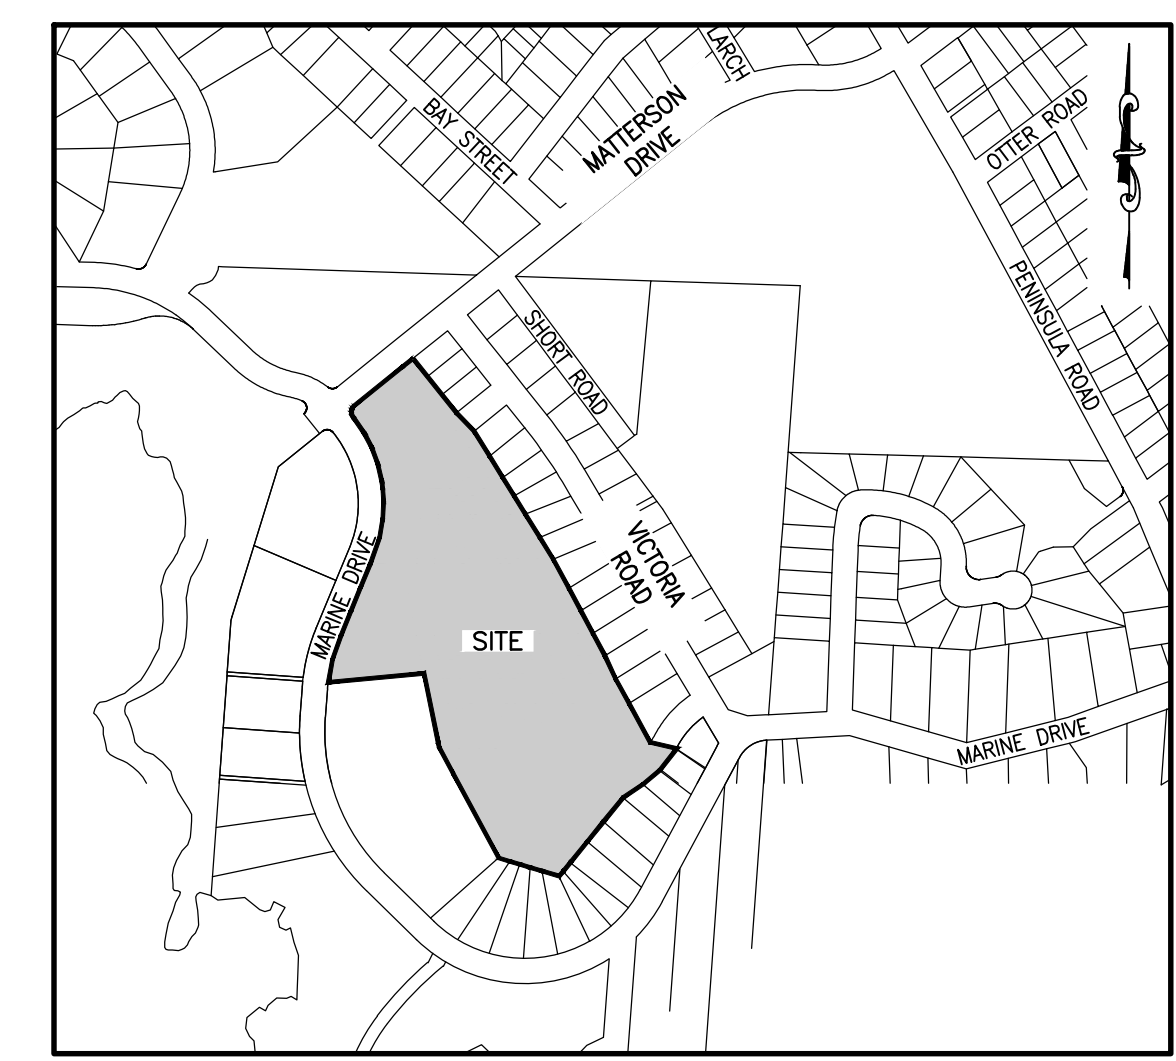 LARCH
BAY STREET
MATTERSON
DRIVE
OTTER ROAD
PENINSULA ROAD
SHORT ROAD
VICTORIA
ROAD
MARINE DRIVE
SITE
MARINE DRIVE